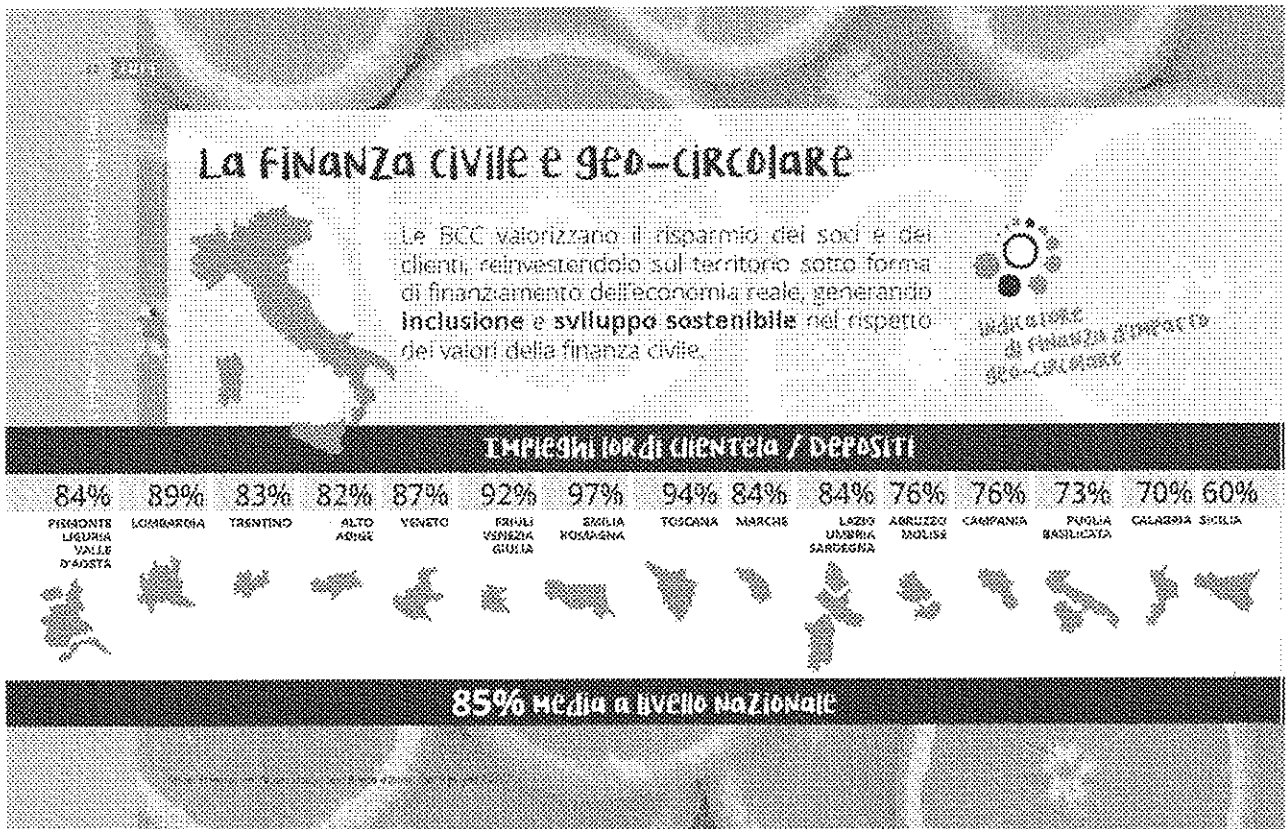 La FINANZA CIVILE e geo-CIRCOLARE
Le BCC valorizzano il risparmio dei soci e dei
clienti, reinvestendolo sul territorio sotto forma
di finanziamento dell'economia reale, generando
inclusione e sviluppo sostenibile nel rispetto
dei valori della finanza civile.
indicatore
di FINANZA d'IMPATTO
geo-CIRCOLARE
IMPIEGHI LORDI CLIENTELA / DEPOSITI
84% 89% 83% 82% 87% 92% 97% 94% 84% 84% 76% 76% 73% 70% 60%
PIEMONTE LIGURIA VALLE D'AOSTA
LOMBARDIA
TRENTINO
ALTO ADIGE
VENETO
FRIULI VENEZIA GIULIA
EMILIA ROMAGNA
TOSCANA
MARCHE
LAZIO UMBRIA SARDEGNA
ABRUZZO MOLISE
CAMPANIA
PUGLIA BASILICATA
CALABRIA
SICILIA
85% Media a livello Nazionale